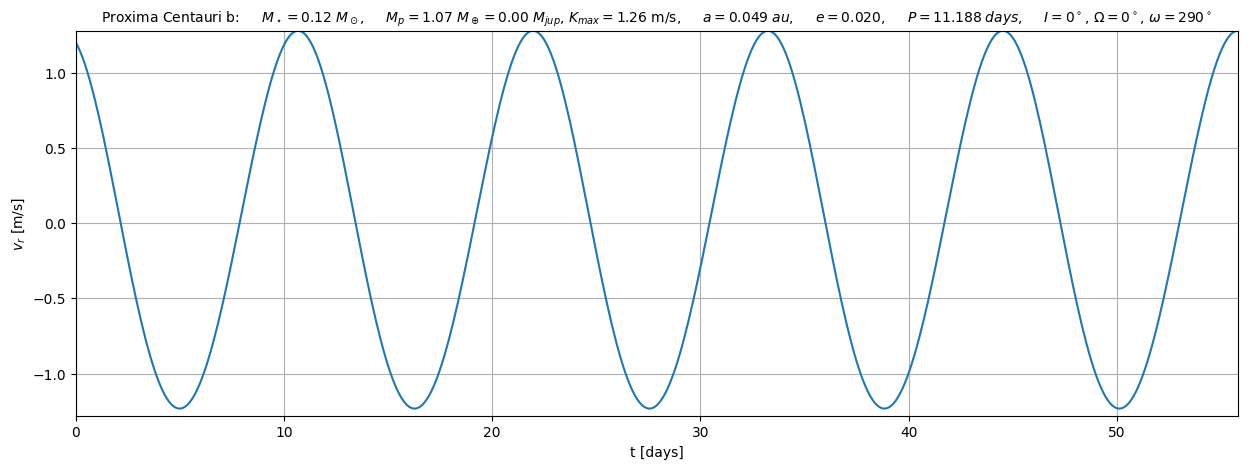 Proxima Centauri b: M⋆ = 0.12 M⊙, Mp = 1.07 M⊕ = 0.00 Mjup, Kmax = 1.26 m/s, a = 0.049 au, e = 0.020, P = 11.188 days, I = 0°, Ω = 0°, ω = 290°
1.0
0.5
0.0
−0.5
−1.0
vr [m/s]
0 10 20 30 40 50
t [days]